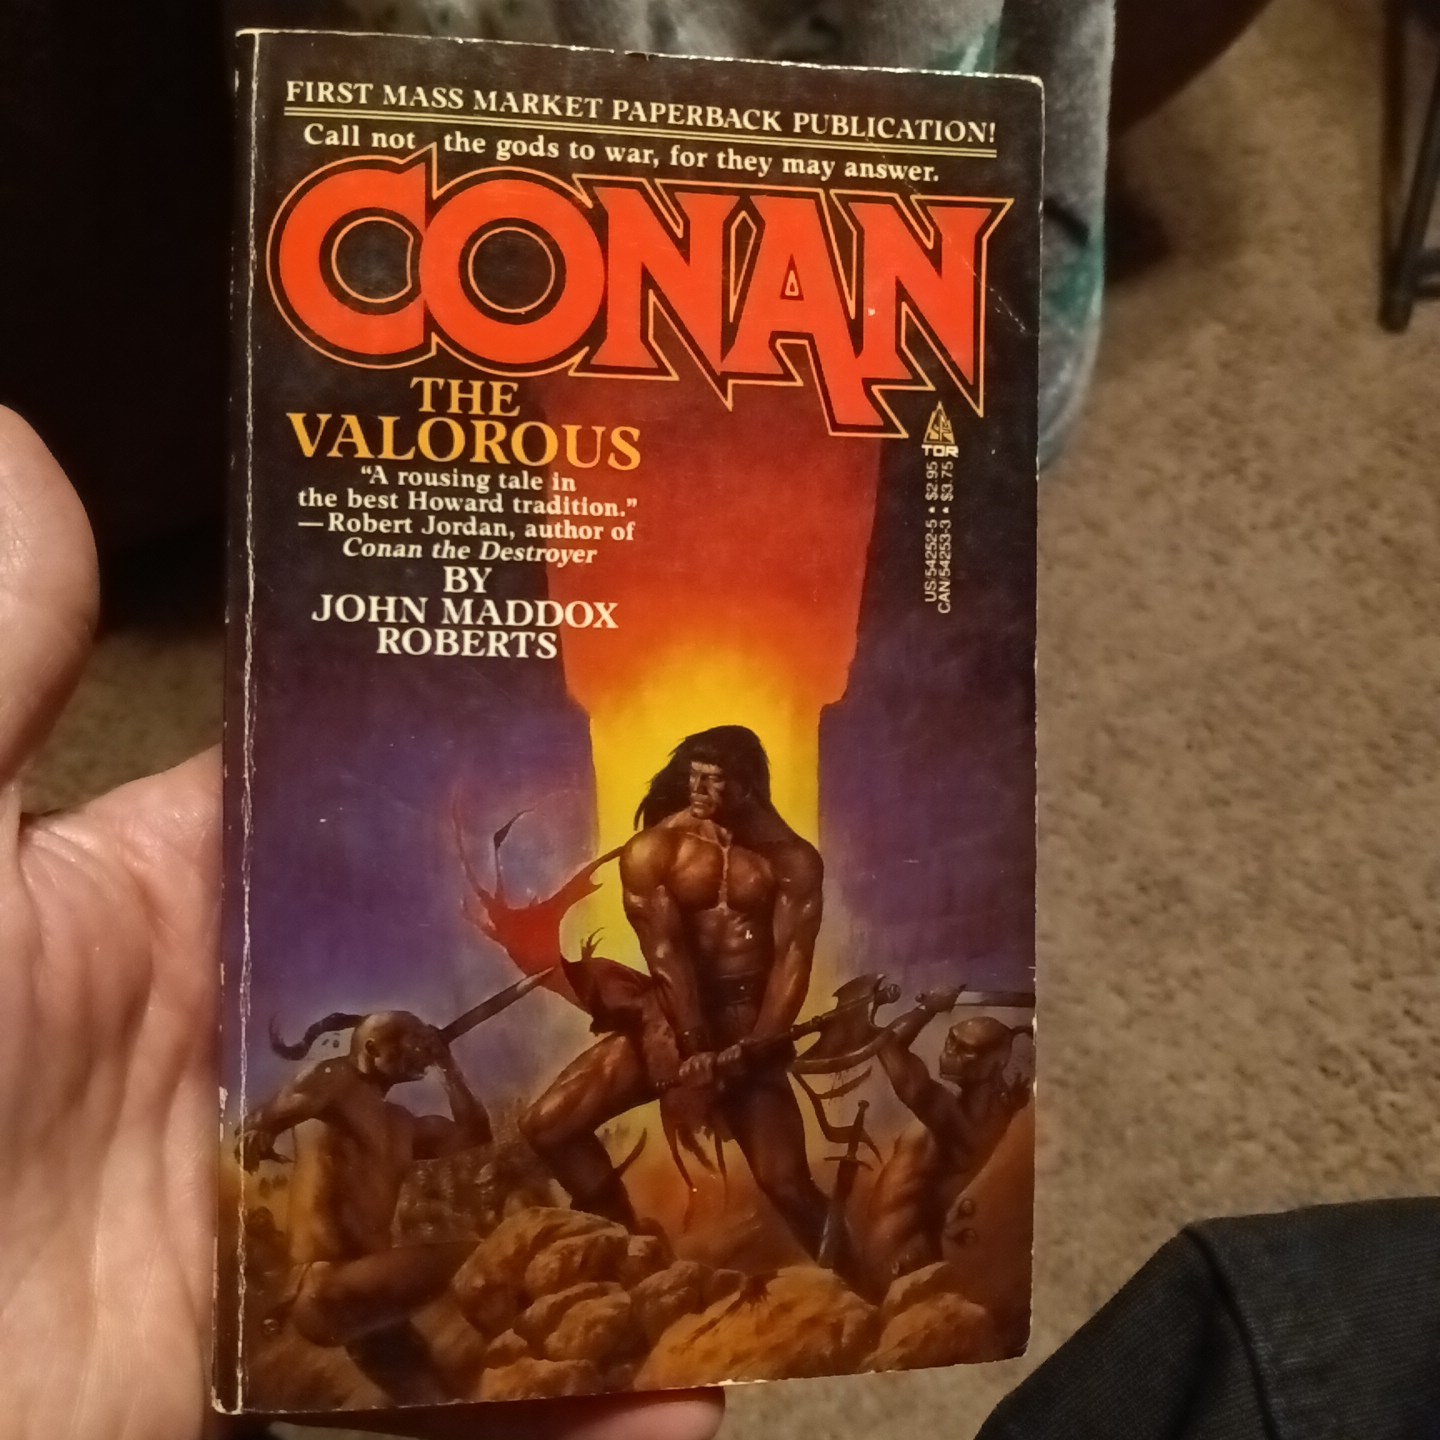 FIRST MASS MARKET PAPERBACK PUBLICATION!
Call not the gods to war, for they may answer.
CONAN
THE
VALOROUS
"A rousing tale in
the best Howard tradition."
—Robert Jordan, author of
Conan the Destroyer
BY
JOHN MADDOX
ROBERTS
TOR
US/54252-5 ★ $2.95
CAN/54253-3 ★ $3.75